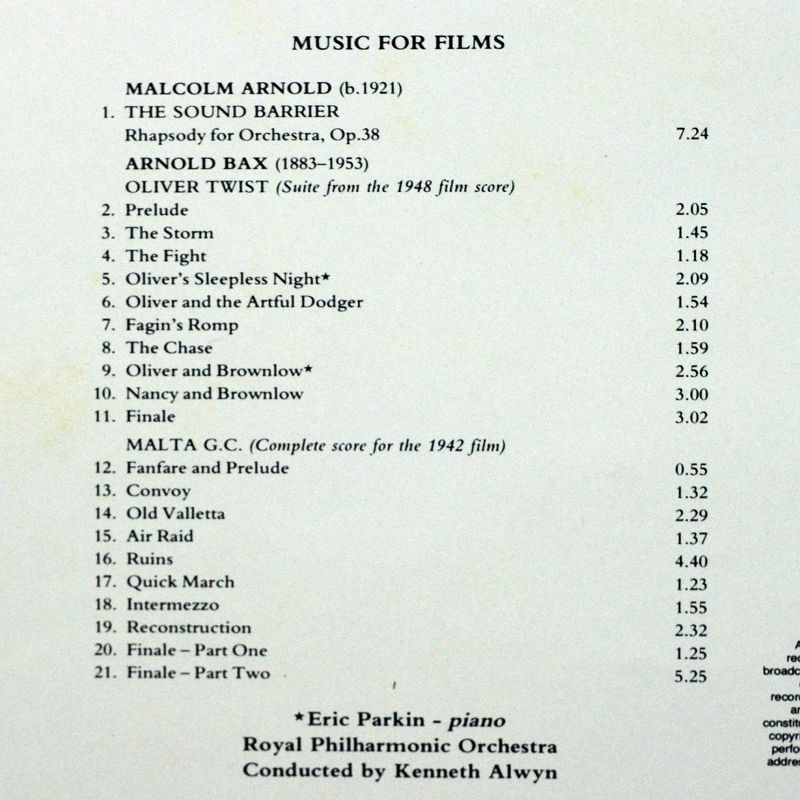 MUSIC FOR FILMS
MALCOLM ARNOLD (b.1921)
1. THE SOUND BARRIER
Rhapsody for Orchestra, Op.38 7.24
ARNOLD BAX (1883–1953)
OLIVER TWIST (Suite from the 1948 film score)
2. Prelude 2.05
3. The Storm 1.45
4. The Fight 1.18
5. Oliver's Sleepless Night★ 2.09
6. Oliver and the Artful Dodger 1.54
7. Fagin's Romp 2.10
8. The Chase 1.59
9. Oliver and Brownlow★ 2.56
10. Nancy and Brownlow 3.00
11. Finale 3.02
MALTA G.C. (Complete score for the 1942 film)
12. Fanfare and Prelude 0.55
13. Convoy 1.32
14. Old Valletta 2.29
15. Air Raid 1.37
16. Ruins 4.40
17. Quick March 1.23
18. Intermezzo 1.55
19. Reconstruction 2.32
20. Finale – Part One 1.25
21. Finale – Part Two 5.25
★Eric Parkin - piano
Royal Philharmonic Orchestra
Conducted by Kenneth Alwyn